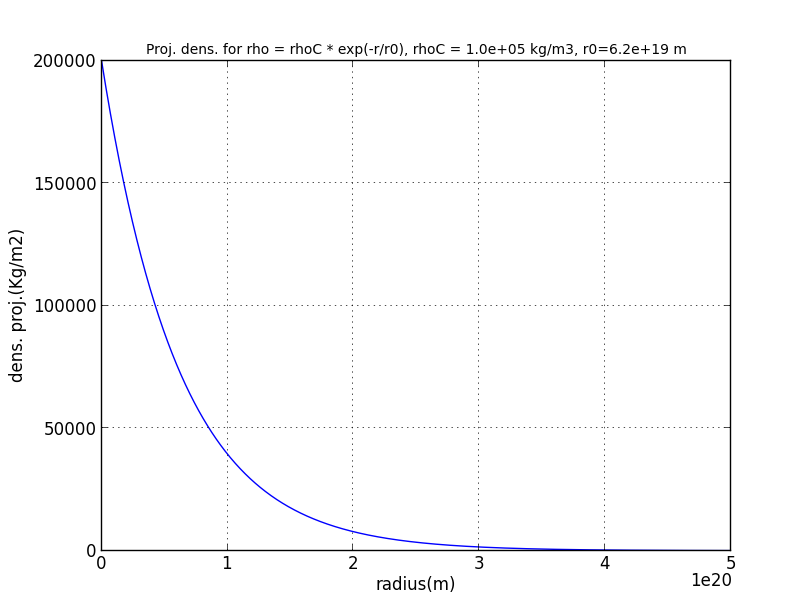 Proj. dens. for rho = rhoC * exp(-r/r0), rhoC = 1.0e+05 kg/m3, r0=6.2e+19 m
200000
150000
100000
50000
0
dens. proj.(Kg/m2)
0 1 2 3 4 5
1e20
radius(m)